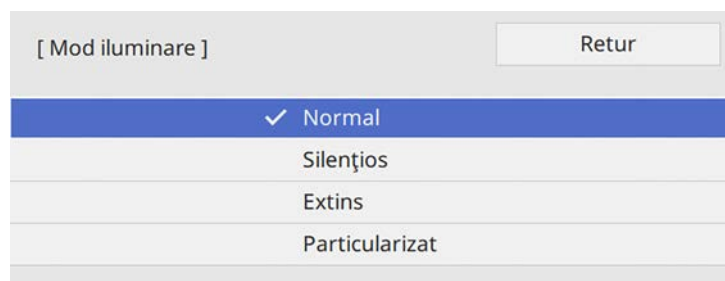 [ Mod iluminare ]
Retur
Normal
Silenţios
Extins
Particularizat